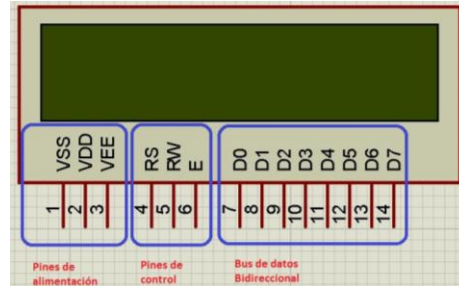 VSS VDD VEE RS RW E D0 D1 D2 D3 D4 D5 D6 D7
1 2 3 4 5 6 7 8 9 10 11 12 13 14
Pines de alimentación
Pines de control
Bus de datos Bidireccional